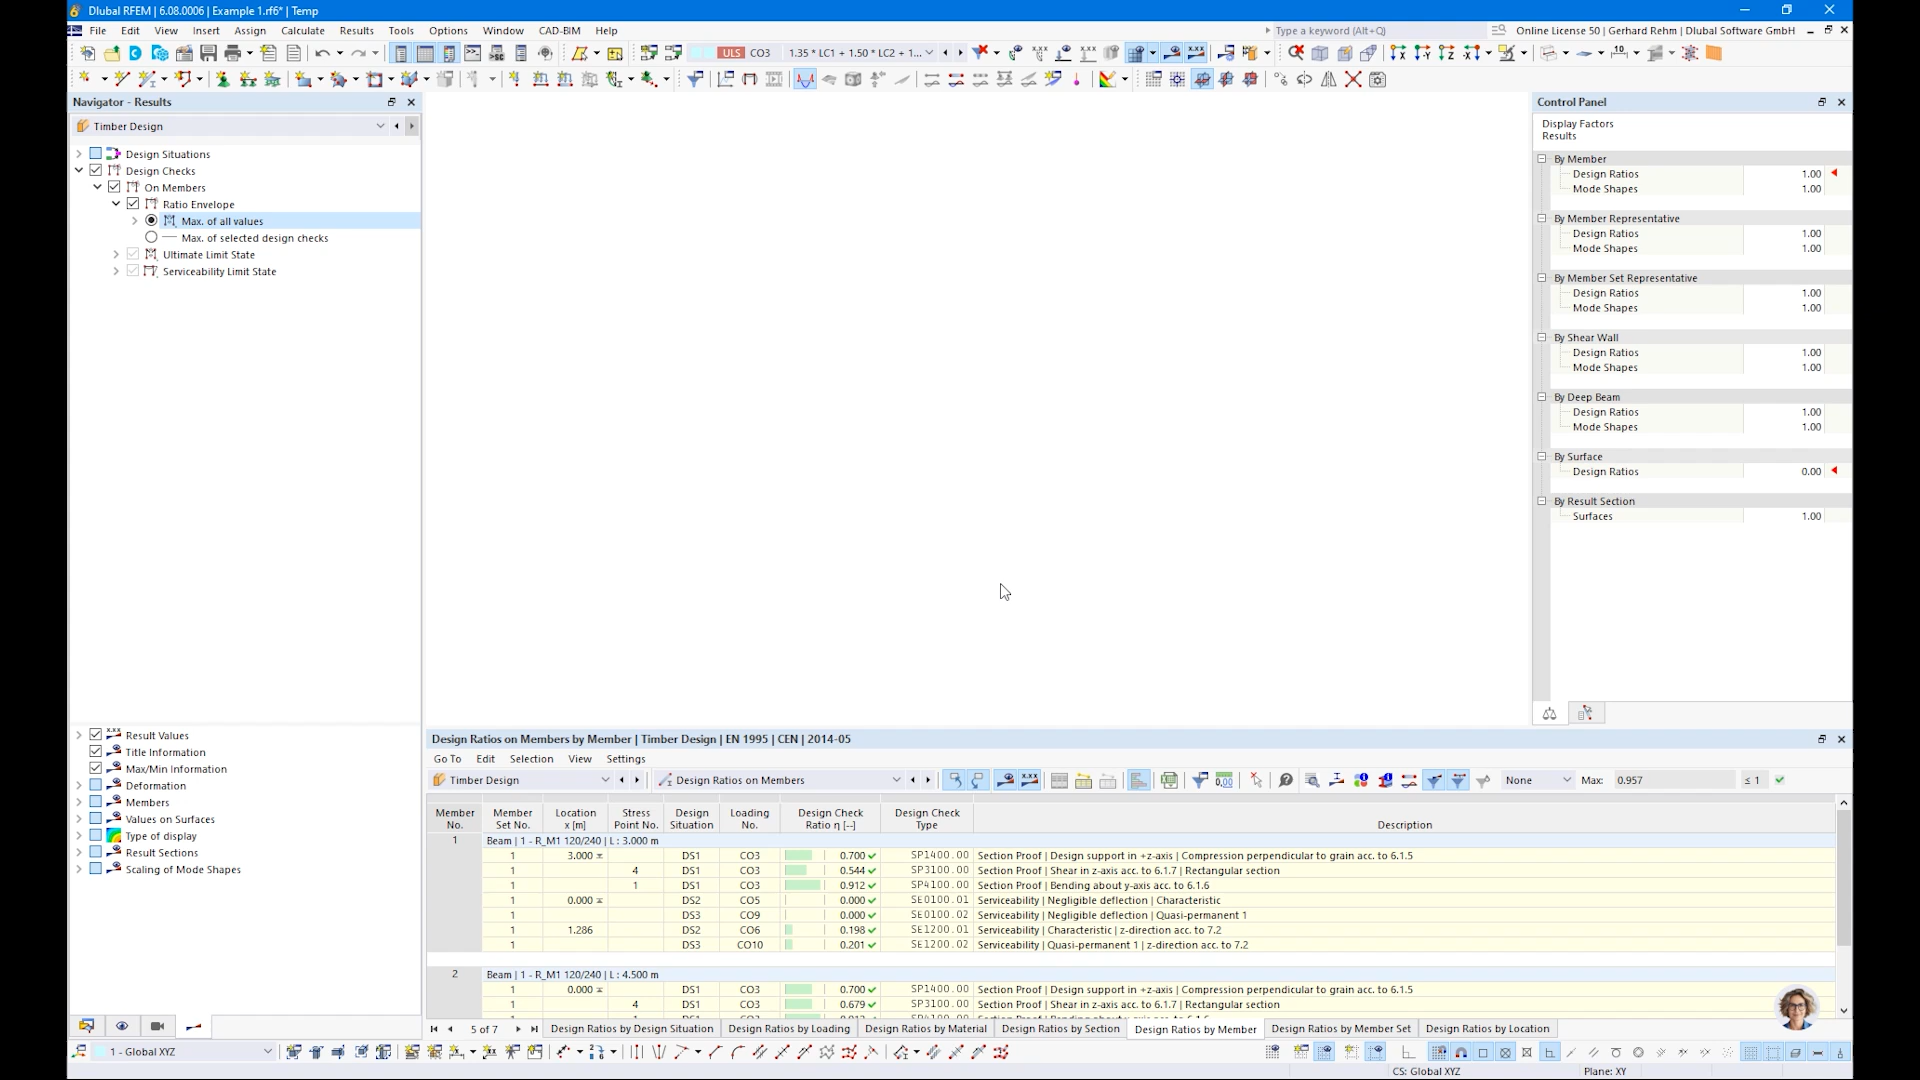 Dlubal RFEM | 6.08.0006 | Example 1.rf6* | Temp
File Edit View Insert Assign Calculate Results Tools Options Window CAD-BIM Help
Type a keyword (Alt+Q)
Online License 50 | Gerhard Rehm | Dlubal Software GmbH
ULS CO3 1.35 * LC1 + 1.50 * LC2 + 1...
Navigator - Results
Timber Design
Design Situations
Design Checks
On Members
Ratio Envelope
Max. of all values
Max. of selected design checks
Ultimate Limit State
Serviceability Limit State
Result Values
Title Information
Max/Min Information
Deformation
Members
Values on Surfaces
Type of display
Result Sections
Scaling of Mode Shapes
Control Panel
Display Factors
Results
By Member
Design Ratios 1.00
Mode Shapes 1.00
By Member Representative
Design Ratios 1.00
Mode Shapes 1.00
By Member Set Representative
Design Ratios 1.00
Mode Shapes 1.00
By Shear Wall
Design Ratios 1.00
Mode Shapes 1.00
By Deep Beam
Design Ratios 1.00
Mode Shapes 1.00
By Surface
Design Ratios 0.00
By Result Section
Surfaces 1.00
Design Ratios on Members by Member | Timber Design | EN 1995 | CEN | 2014-05
Go To Edit Selection View Settings
Timber Design Design Ratios on Members None Max: 0.957 ≤ 1
Member Member Location Stress Design Loading Design Check Design Check
No. Set No. x [m] Point No. Situation No. Ratio η [--] Type Description
1 Beam | 1 - R_M1 120/240 | L : 3.000 m
1 3.000 DS1 CO3 0.700 SP1400.00 Section Proof | Design support in +z-axis | Compression perpendicular to grain acc. to 6.1.5
1 4 DS1 CO3 0.544 SP3100.00 Section Proof | Shear in z-axis acc. to 6.1.7 | Rectangular section
1 1 DS1 CO3 0.912 SP4100.00 Section Proof | Bending about y-axis acc. to 6.1.6
1 0.000 DS2 CO5 0.000 SE0100.01 Serviceability | Negligible deflection | Characteristic
1 DS3 CO9 0.000 SE0100.02 Serviceability | Negligible deflection | Quasi-permanent 1
1 1.286 DS2 CO6 0.198 SE1200.01 Serviceability | Characteristic | z-direction acc. to 7.2
1 DS3 CO10 0.201 SE1200.02 Serviceability | Quasi-permanent 1 | z-direction acc. to 7.2
2 Beam | 1 - R_M1 120/240 | L : 4.500 m
1 0.000 DS1 CO3 0.700 SP1400.00 Section Proof | Design support in +z-axis | Compression perpendicular to grain acc. to 6.1.5
1 4 DS1 CO3 0.679 SP3100.00 Section Proof | Shear in z-axis acc. to 6.1.7 | Rectangular section
5 of 7 Design Ratios by Design Situation Design Ratios by Loading Design Ratios by Material Design Ratios by Section Design Ratios by Member Design Ratios by Member Set Design Ratios by Location
1 - Global XYZ
CS: Global XYZ Plane: XY